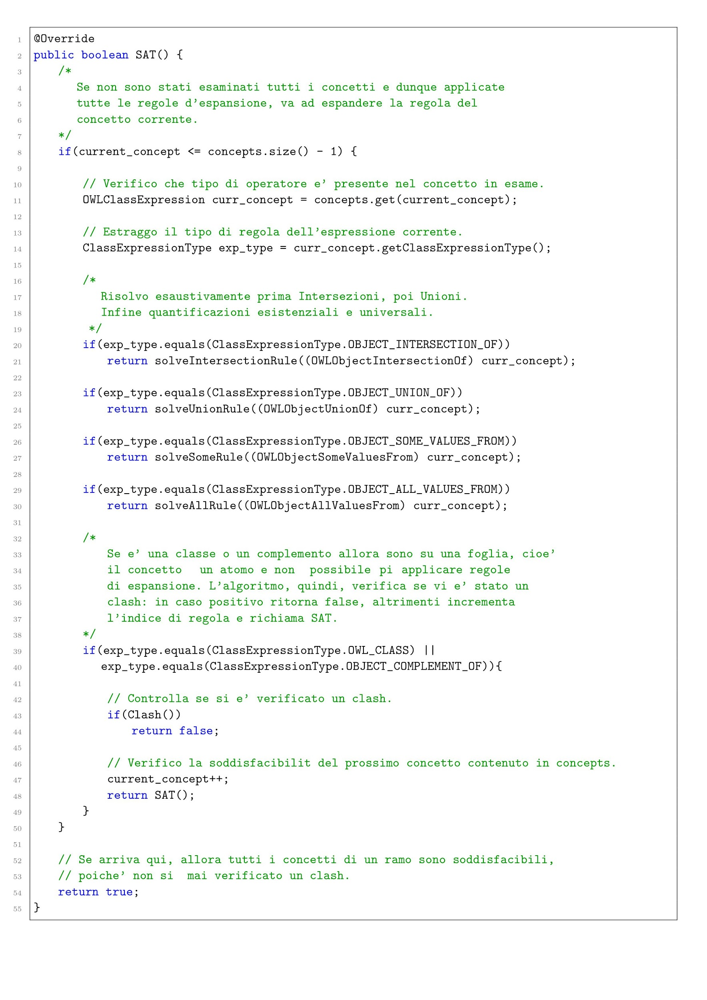 1 @Override
2 public boolean SAT() {
3 /*
4 Se non sono stati esaminati tutti i concetti e dunque applicate
5 tutte le regole d'espansione, va ad espandere la regola del
6 concetto corrente.
7 */
8 if(current_concept <= concepts.size() - 1) {
9
10 // Verifico che tipo di operatore e' presente nel concetto in esame.
11 OWLClassExpression curr_concept = concepts.get(current_concept);
12
13 // Estraggo il tipo di regola dell'espressione corrente.
14 ClassExpressionType exp_type = curr_concept.getClassExpressionType();
15
16 /*
17 Risolvo esaustivamente prima Intersezioni, poi Unioni.
18 Infine quantificazioni esistenziali e universali.
19 */
20 if(exp_type.equals(ClassExpressionType.OBJECT_INTERSECTION_OF))
21 return solveIntersectionRule((OWLObjectIntersectionOf) curr_concept);
22
23 if(exp_type.equals(ClassExpressionType.OBJECT_UNION_OF))
24 return solveUnionRule((OWLObjectUnionOf) curr_concept);
25
26 if(exp_type.equals(ClassExpressionType.OBJECT_SOME_VALUES_FROM))
27 return solveSomeRule((OWLObjectSomeValuesFrom) curr_concept);
28
29 if(exp_type.equals(ClassExpressionType.OBJECT_ALL_VALUES_FROM))
30 return solveAllRule((OWLObjectAllValuesFrom) curr_concept);
31
32 /*
33 Se e' una classe o un complemento allora sono su una foglia, cioe'
34 il concetto un atomo e non possibile pi applicare regole
35 di espansione. L'algoritmo, quindi, verifica se vi e' stato un
36 clash: in caso positivo ritorna false, altrimenti incrementa
37 l'indice di regola e richiama SAT.
38 */
39 if(exp_type.equals(ClassExpressionType.OWL_CLASS) ||
40 exp_type.equals(ClassExpressionType.OBJECT_COMPLEMENT_OF)){
41
42 // Controlla se si e' verificato un clash.
43 if(Clash())
44 return false;
45
46 // Verifico la soddisfacibilit del prossimo concetto contenuto in concepts.
47 current_concept++;
48 return SAT();
49 }
50 }
51
52 // Se arriva qui, allora tutti i concetti di un ramo sono soddisfacibili,
53 // poiche' non si mai verificato un clash.
54 return true;
55 }